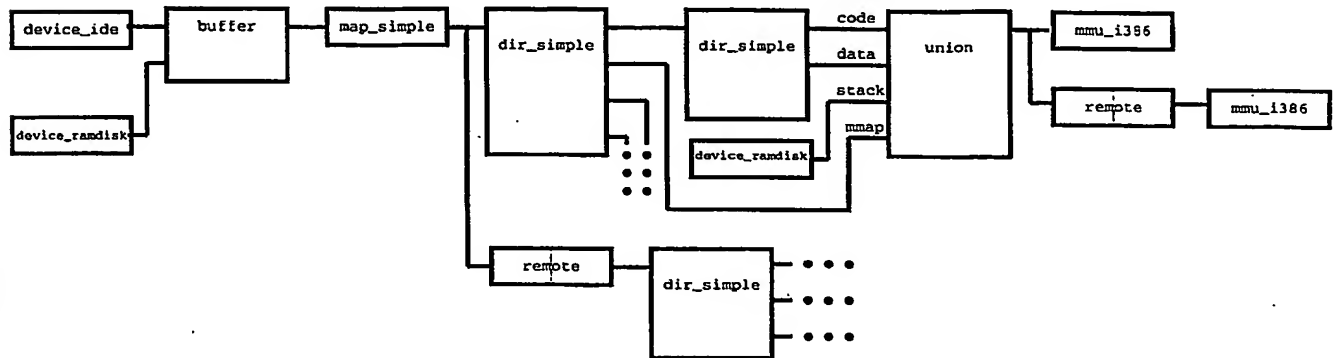 device_ide
buffer
map_simple
dir_simple
dir_simple
code
data
stack
mmap
union
mmu_i386
remote
mmu_i386
device_ramdisk
device_ramdisk
remote
dir_simple